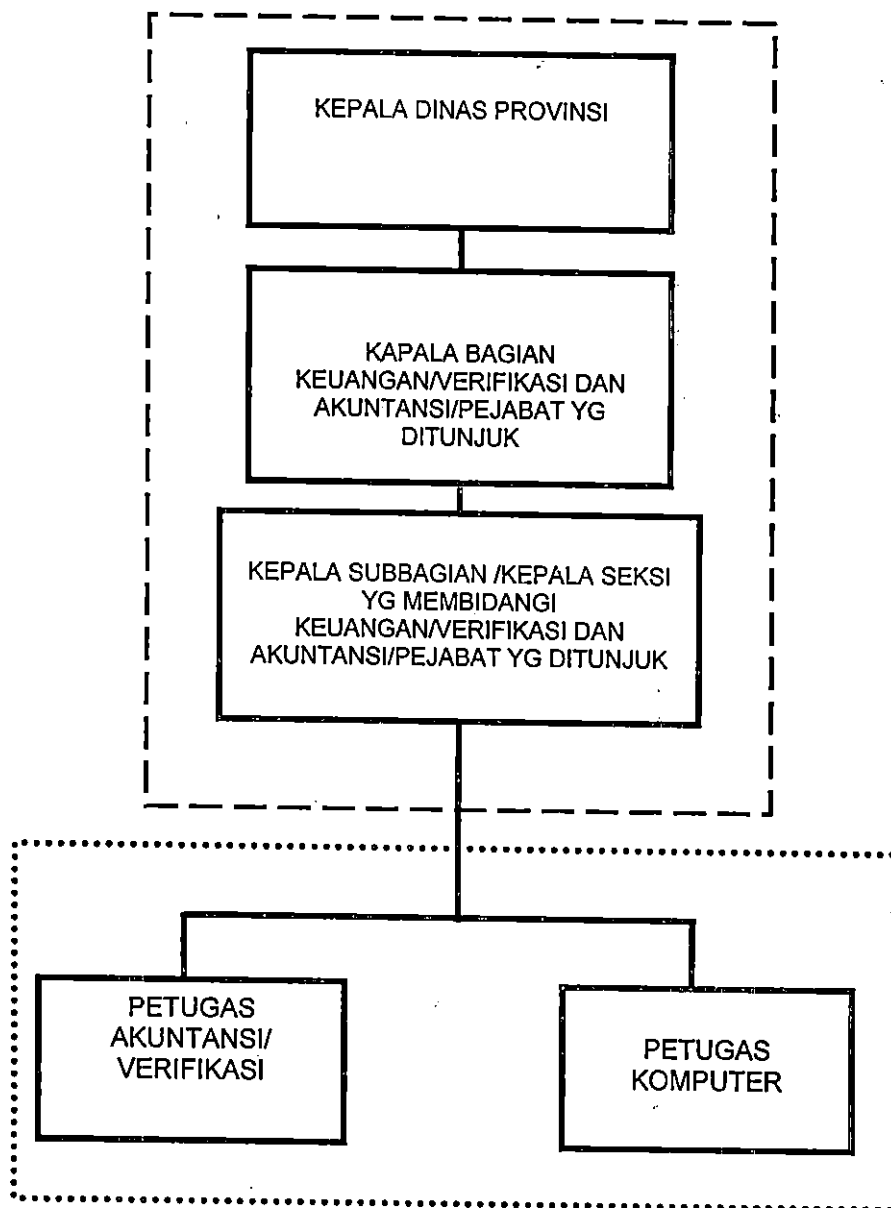 KEPALA DINAS PROVINSI
KAPALA BAGIAN
KEUANGAN/VERIFIKASI DAN
AKUNTANSI/PEJABAT YG
DITUNJUK
KEPALA SUBBAGIAN /KEPALA SEKSI
YG MEMBIDANGI
KEUANGAN/VERIFIKASI DAN
AKUNTANSI/PEJABAT YG DITUNJUK
PETUGAS
AKUNTANSI/
VERIFIKASI
PETUGAS
KOMPUTER